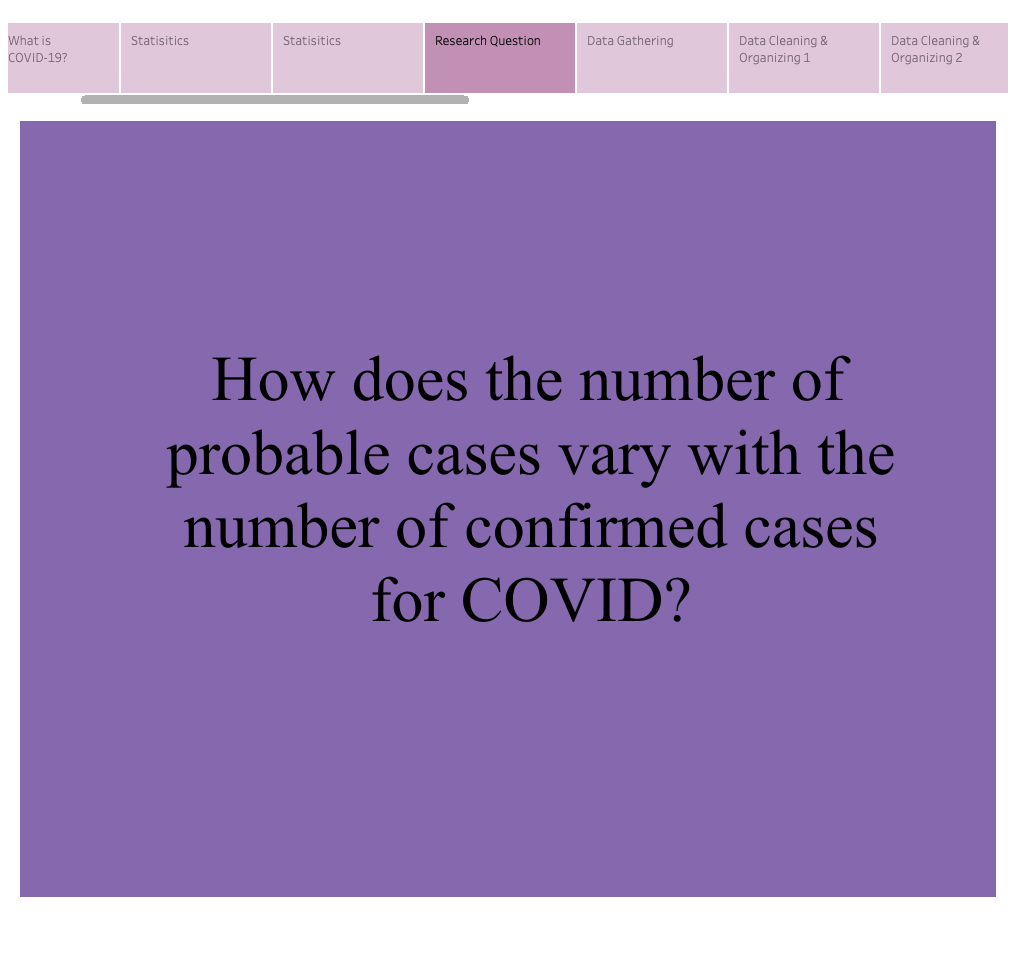 What is
COVID-19?
Statisitics
Statisitics
Research Question
Data Gathering
Data Cleaning &
Organizing 1
Data Cleaning &
Organizing 2
How does the number of
probable cases vary with the
number of confirmed cases
for COVID?